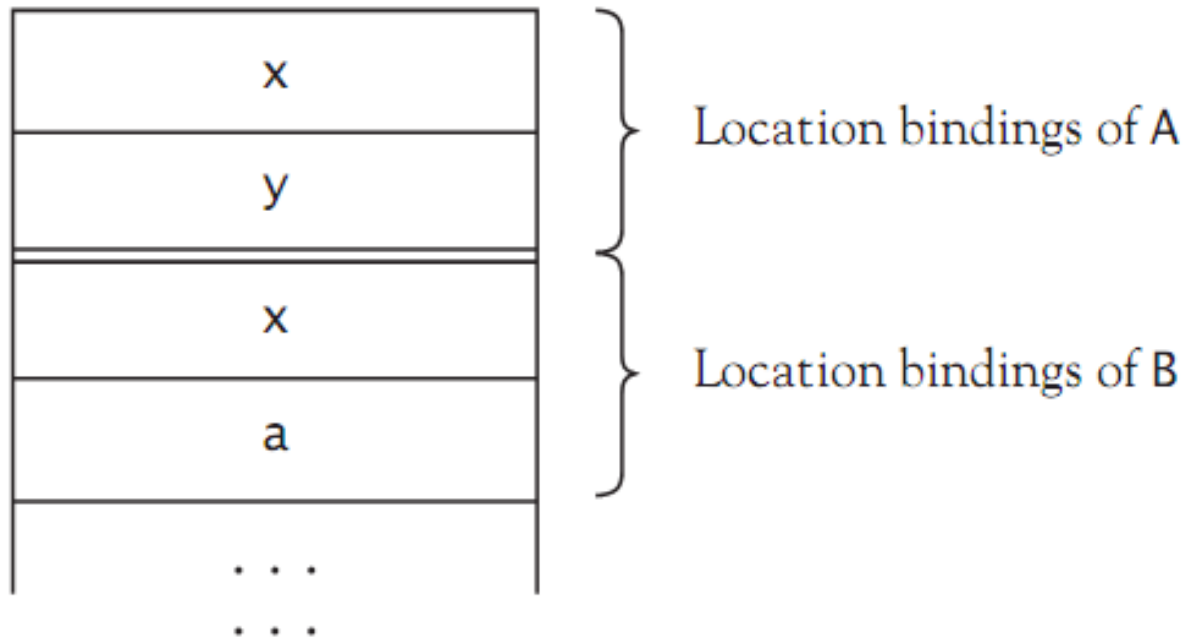 x
Location bindings of A
y
x
Location bindings of B
a
. . .
. . .